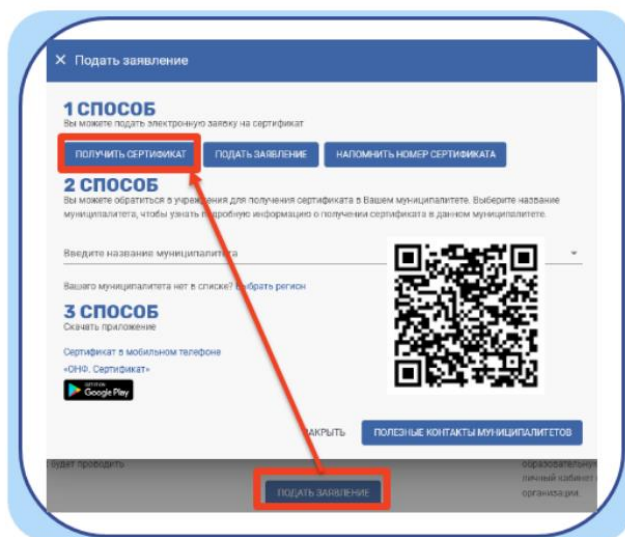 × Подать заявление
1 СПОСОБ
Вы можете подать электронную заявку на сертификат
ПОЛУЧИТЬ СЕРТИФИКАТ
ПОДАТЬ ЗАЯВЛЕНИЕ
НАПОМНИТЬ НОМЕР СЕРТИФИКАТА
2 СПОСОБ
Вы можете обратиться в учреждения для получения сертификата в Вашем муниципалитете. Выберите название
муниципалитета, чтобы узнать подробную информацию о получении сертификата в данном муниципалитете.
Введите название муниципалитета
Вашего муниципалитета нет в списке? Выбрать регион
3 СПОСОБ
Скачать приложение
Сертификат в мобильном телефоне
«ОНФ. Сертификат»
Google Play
ЗАКРЫТЬ
ПОЛЕЗНЫЕ КОНТАКТЫ МУНИЦИПАЛИТЕТОВ
будет проводить
ПОДАТЬ ЗАЯВЛЕНИЕ
образовательну
личный кабинет
организации.